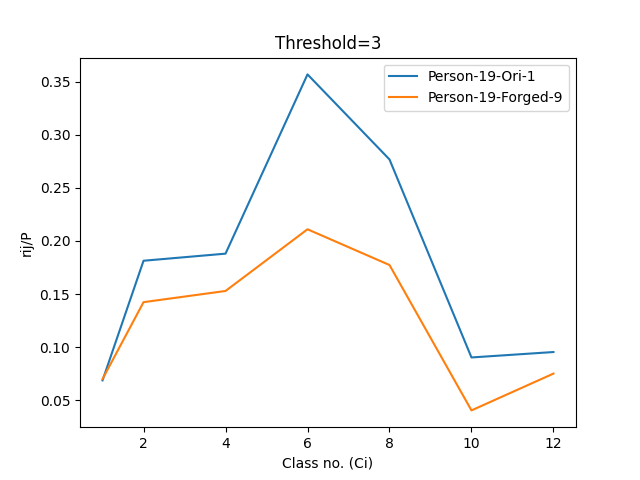 Threshold=3
Person-19-Ori-1
Person-19-Forged-9
0.35
0.30
0.25
0.20
0.15
0.10
0.05
rij/P
2 4 6 8 10 12
Class no. (Ci)